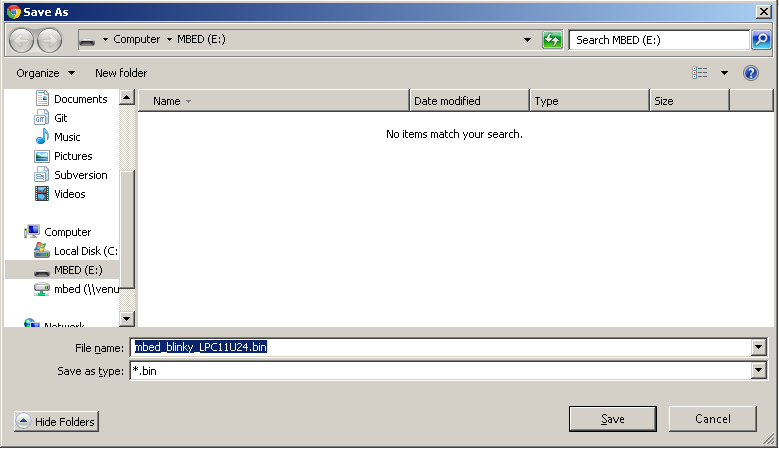 Save As
Computer MBED (E:)
Search MBED (E:)
Organize New folder
Documents
Git
Music
Pictures
Subversion
Videos
Computer
Local Disk (C:
MBED (E:)
mbed (\\venu
Network
Name Date modified Type Size
No items match your search.
File name: mbed_blinky_LPC11U24.bin
Save as type: *.bin
Hide Folders Save Cancel